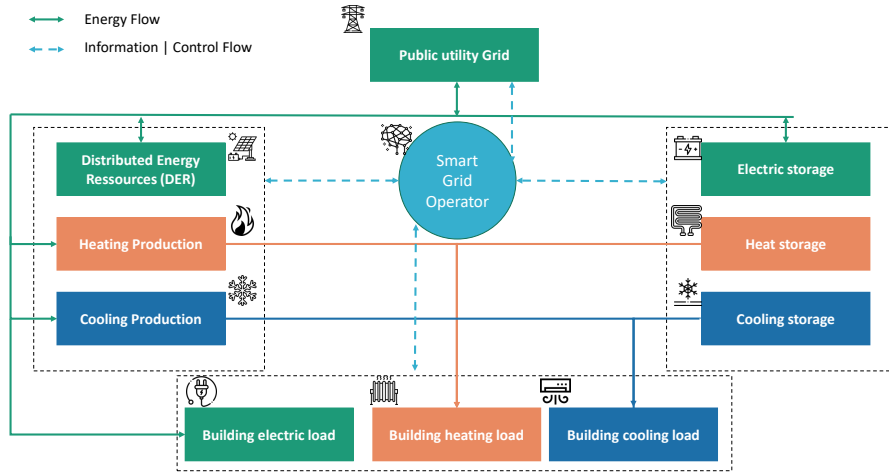 Energy Flow
Information | Control Flow
Public utility Grid
Distributed Energy
Ressources (DER)
Smart
Grid
Operator
Electric storage
Heating Production
Heat storage
Cooling Production
Cooling storage
Building electric load
Building heating load
Building cooling load